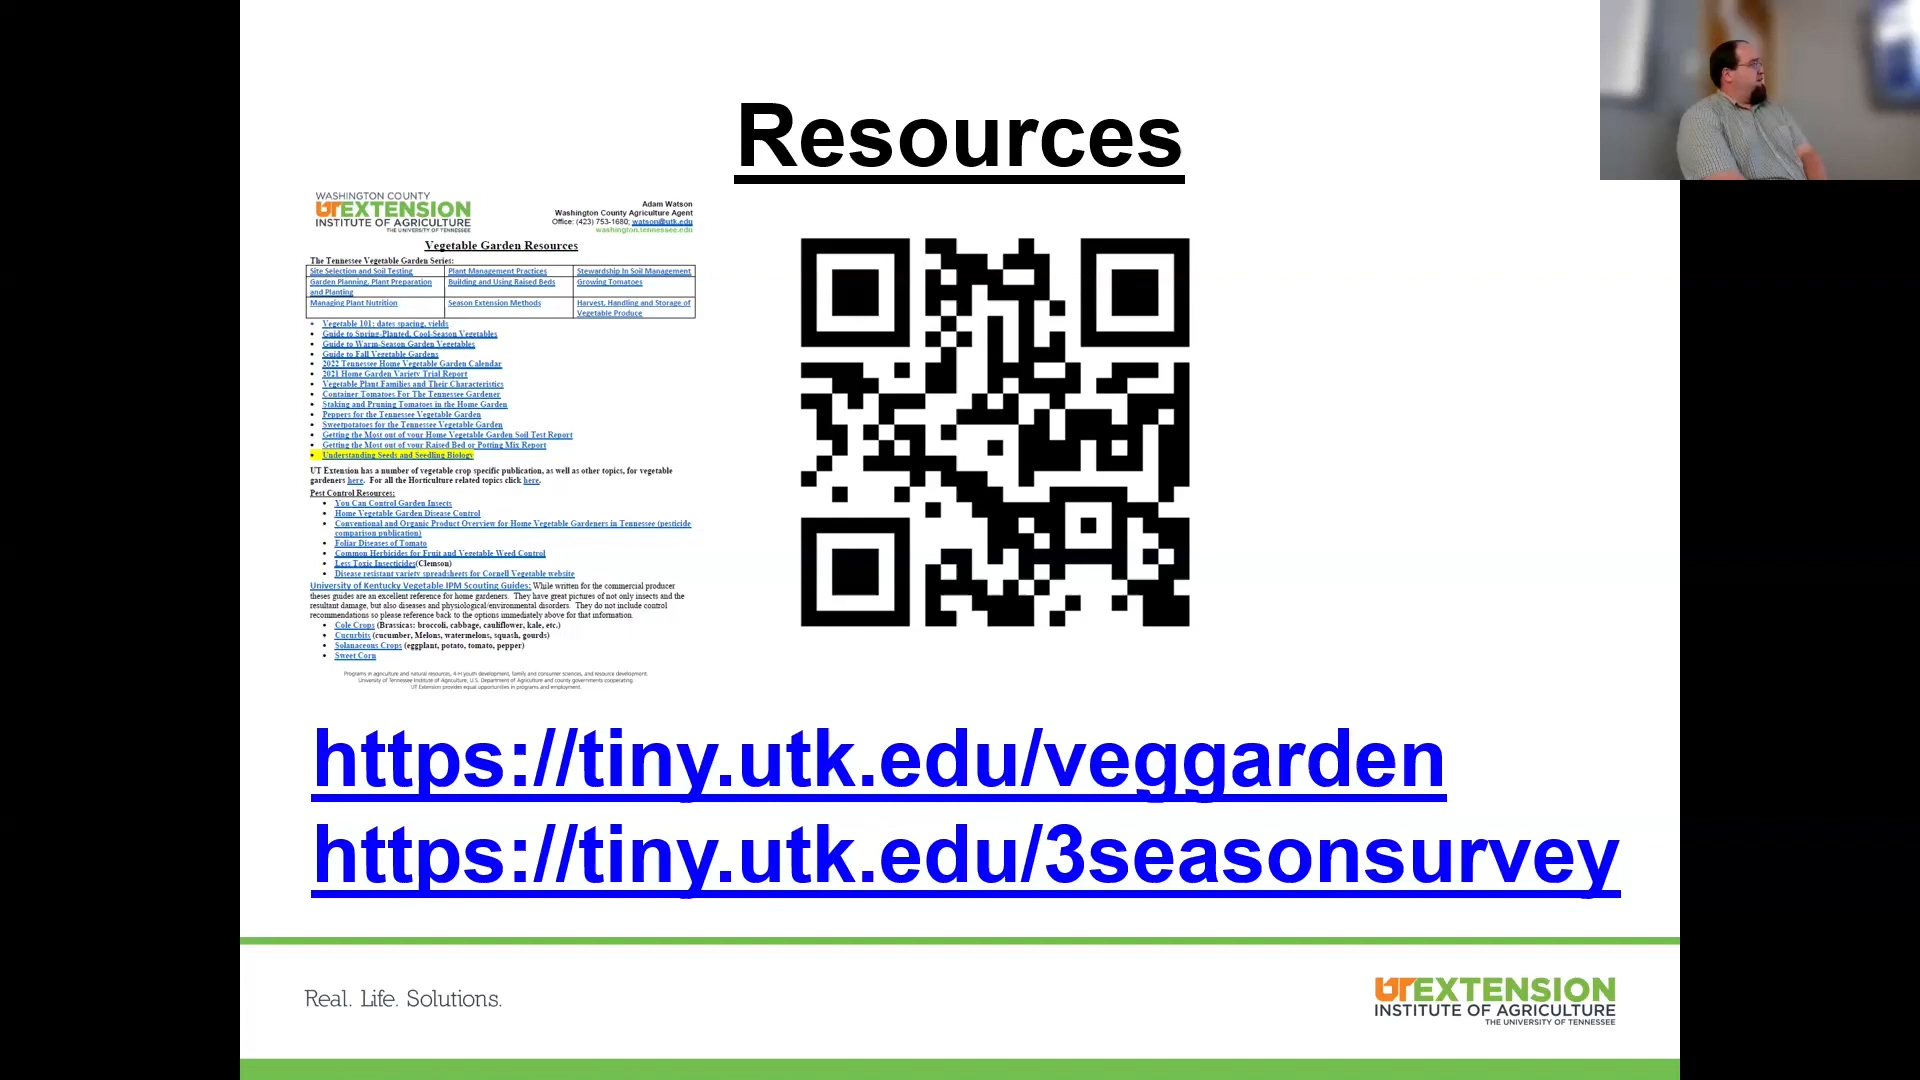 Resources
WASHINGTON COUNTY
UT EXTENSION
INSTITUTE OF AGRICULTURE
THE UNIVERSITY OF TENNESSEE
Adam Watson
Washington County Agriculture Agent
Office: (423) 753-1680; watson@utk.edu
washington.tennessee.edu
Vegetable Garden Resources
The Tennessee Vegetable Garden Series:
Site Selection and Soil Testing
Plant Management Practices
Stewardship In Soil Management
Garden Planning, Plant Preparation
and Planting
Building and Using Raised Beds
Growing Tomatoes
Managing Plant Nutrition
Season Extension Methods
Harvest, Handling and Storage of
Vegetable Produce
• Vegetable 101: dates spacing, yields
• Guide to Spring-Planted, Cool-Season Vegetables
• Guide to Warm-Season Garden Vegetables
• Guide to Fall Vegetable Gardens
• 2022 Tennessee Home Vegetable Garden Calendar
• 2021 Home Garden Variety Trial Report
• Vegetable Plant Families and Their Characteristics
• Container Tomatoes For The Tennessee Gardener
• Staking and Pruning Tomatoes in the Home Garden
• Peppers for the Tennessee Vegetable Garden
• Sweetpotatoes for the Tennessee Vegetable Garden
• Getting the Most out of your Home Vegetable Garden Soil Test Report
• Getting the Most out of your Raised Bed or Potting Mix Report
• Understanding Seeds and Seedling Biology
UT Extension has a number of vegetable crop specific publication, as well as other topics, for vegetable
gardeners here. For all the Horticulture related topics click here.
Pest Control Resources:
• You Can Control Garden Insects
• Home Vegetable Garden Disease Control
• Conventional and Organic Product Overview for Home Vegetable Gardeners in Tennessee (pesticide
comparison publication)
• Foliar Diseases of Tomato
• Common Herbicides for Fruit and Vegetable Weed Control
• Less Toxic Insecticides(Clemson)
• Disease resistant variety spreadsheets for Cornell Vegetable website
University of Kentucky Vegetable IPM Scouting Guides: While written for the commercial producer
theses guides are an excellent reference for home gardeners. They have great pictures of not only insects and the
resultant damage, but also diseases and physiological/environmental disorders. They do not include control
recommendations so please reference back to the options immediately above for that information.
• Cole Crops (Brassicas: broccoli, cabbage, cauliflower, kale, etc.)
• Cucurbits (cucumber, Melons, watermelons, squash, gourds)
• Solanaceous Crops (eggplant, potato, tomato, pepper)
• Sweet Corn
Programs in agriculture and natural resources, 4-H youth development, family and consumer sciences, and resource development.
University of Tennessee Institute of Agriculture, U.S. Department of Agriculture and county governments cooperating.
UT Extension provides equal opportunities in programs and employment.
https://tiny.utk.edu/veggarden
https://tiny.utk.edu/3seasonsurvey
Real. Life. Solutions.
UT EXTENSION
INSTITUTE OF AGRICULTURE
THE UNIVERSITY OF TENNESSEE